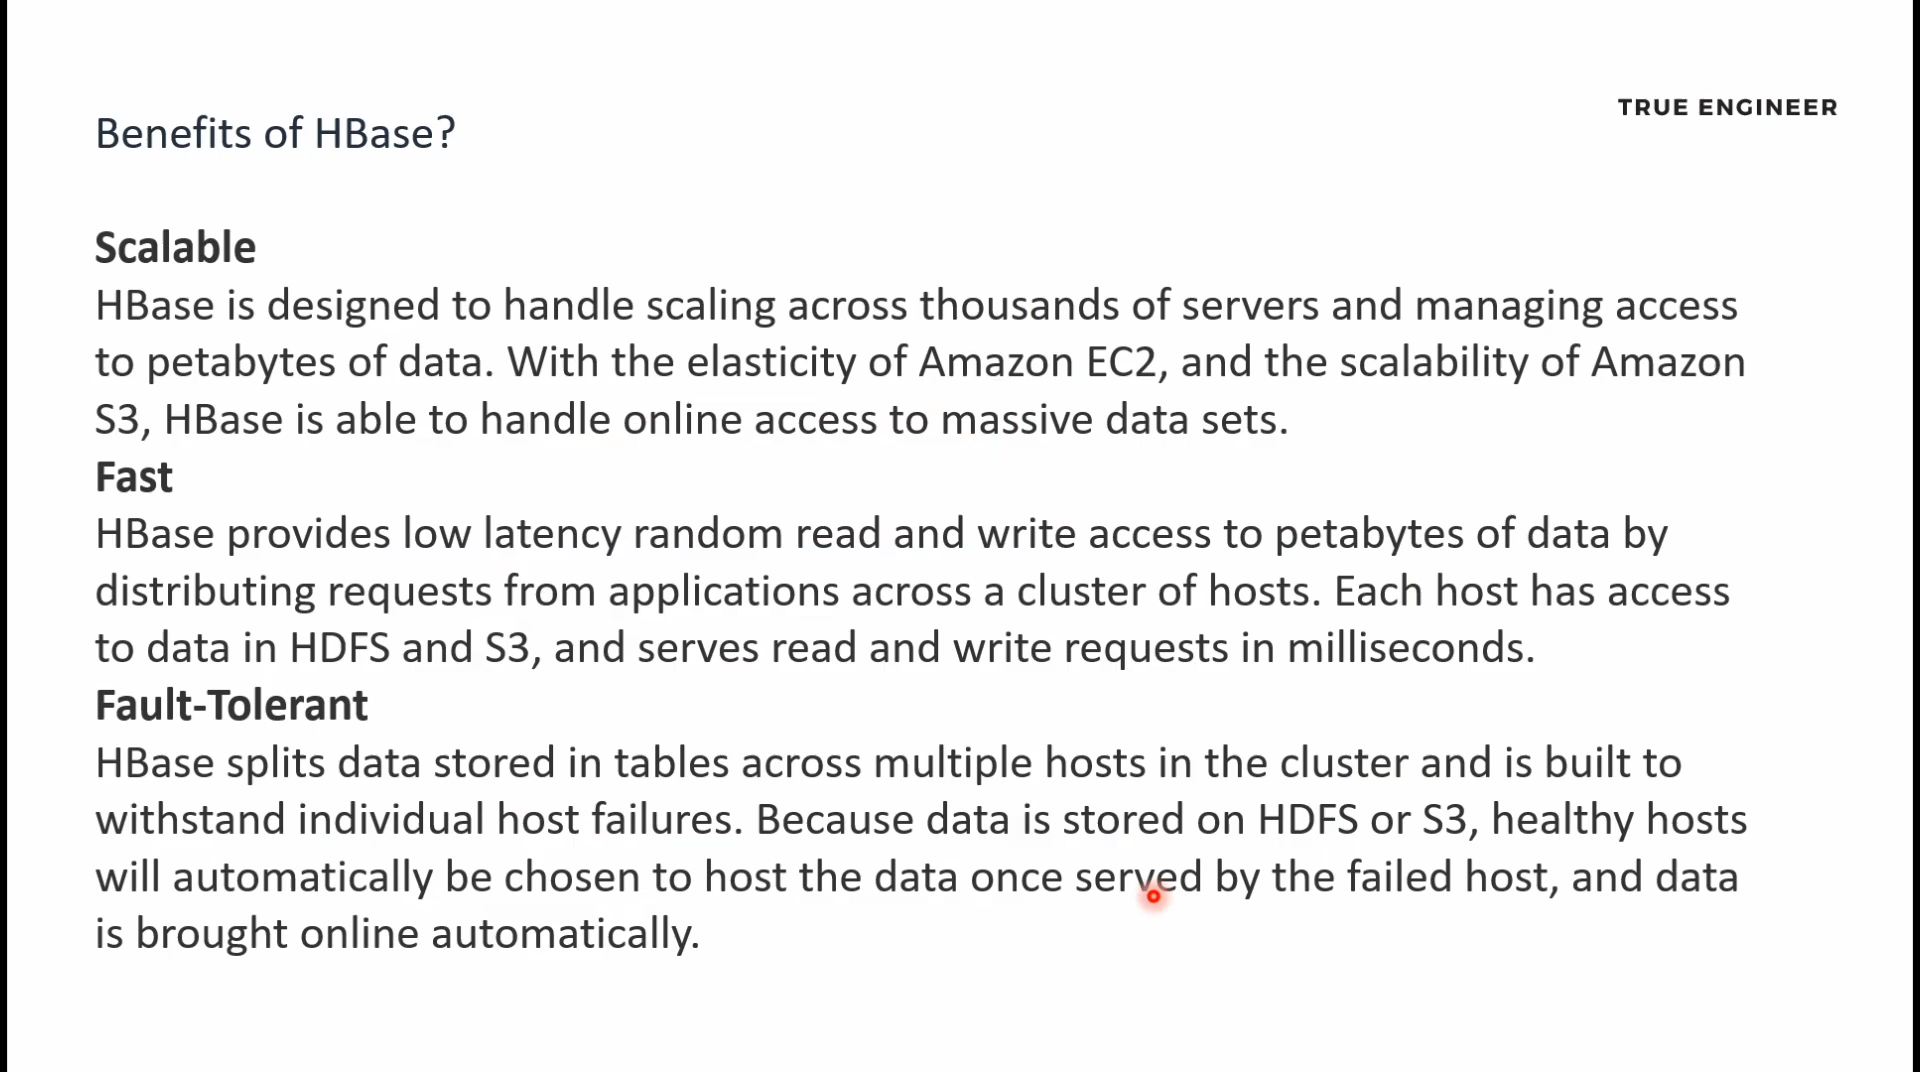 TRUE ENGINEER
Benefits of HBase?
Scalable
HBase is designed to handle scaling across thousands of servers and managing access
to petabytes of data. With the elasticity of Amazon EC2, and the scalability of Amazon
S3, HBase is able to handle online access to massive data sets.
Fast
HBase provides low latency random read and write access to petabytes of data by
distributing requests from applications across a cluster of hosts. Each host has access
to data in HDFS and S3, and serves read and write requests in milliseconds.
Fault-Tolerant
HBase splits data stored in tables across multiple hosts in the cluster and is built to
withstand individual host failures. Because data is stored on HDFS or S3, healthy hosts
will automatically be chosen to host the data once served by the failed host, and data
is brought online automatically.